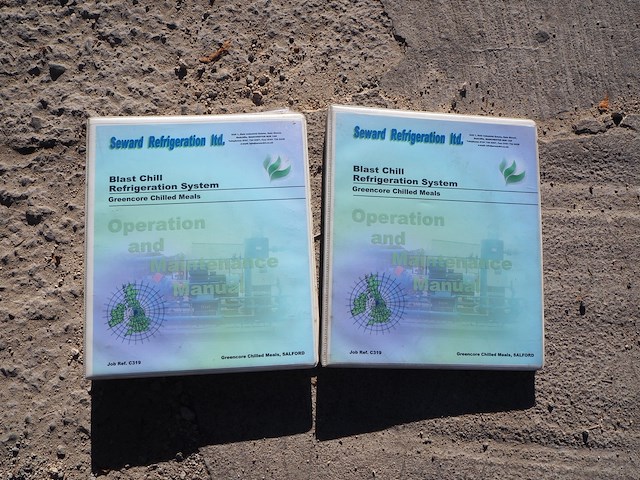 Seward Refrigeration ltd.
Blast Chill
Refrigeration System
Greencore Chilled Meals
Operation
and
Maintenance
Manual
Job Ref. C319
Greencore Chilled Meals, SALFORD
Seward Refrigeration ltd.
Blast Chill
Refrigeration System
Greencore Chilled Meals
Operation
and
Maintenance
Manual
Job Ref. C319
Greencore Chilled Meals, SALFORD